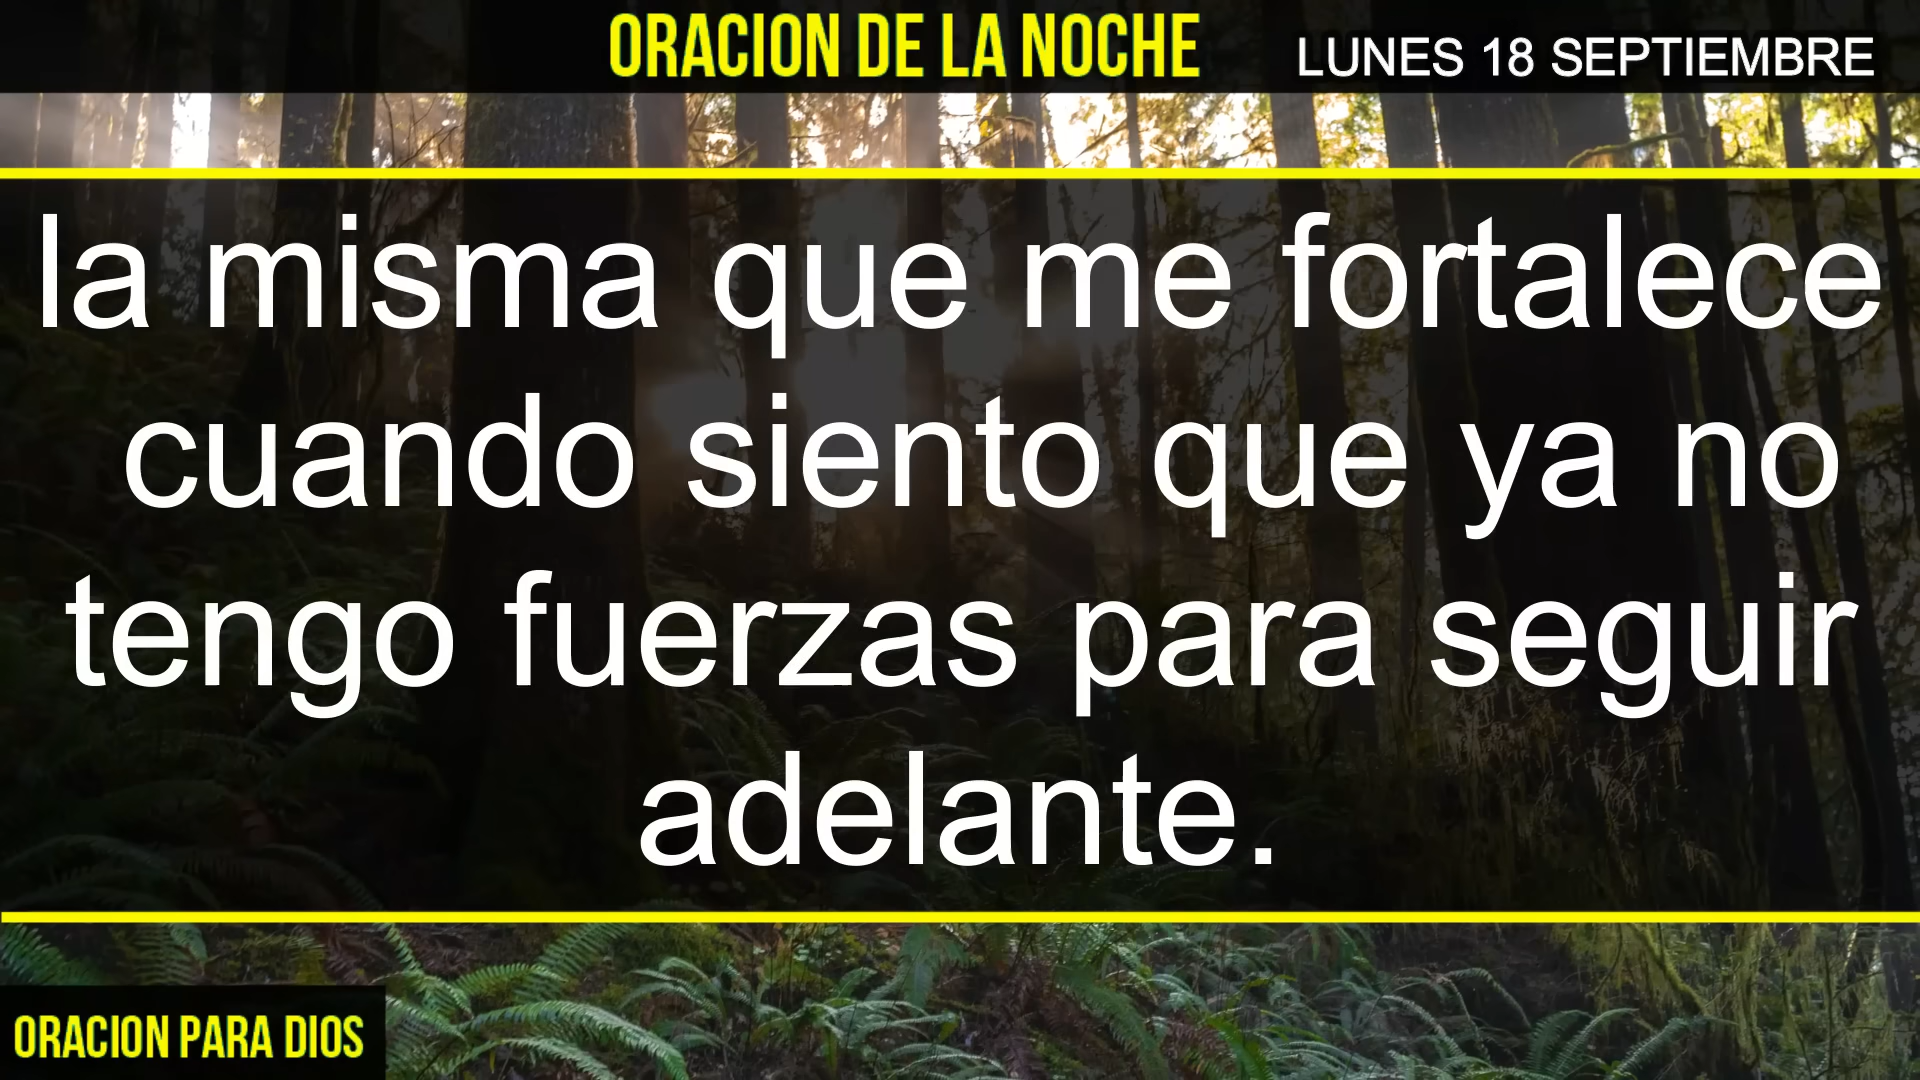 ORACION DE LA NOCHE
LUNES 18 SEPTIEMBRE
la misma que me fortalece
cuando siento que ya no
tengo fuerzas para seguir
adelante.
ORACION PARA DIOS